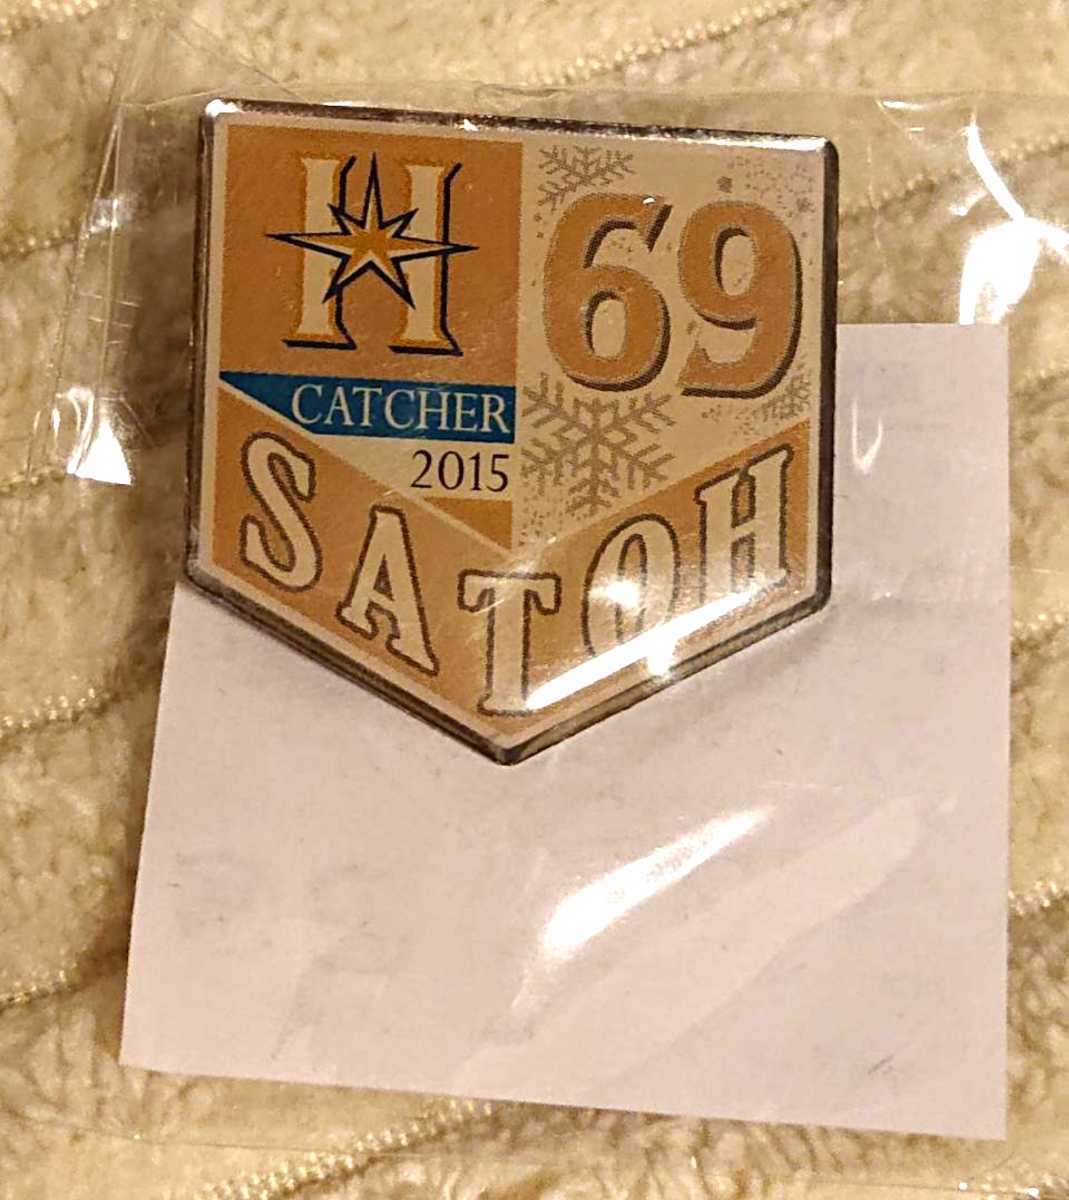 H
69
CATCHER
2015
SATOH